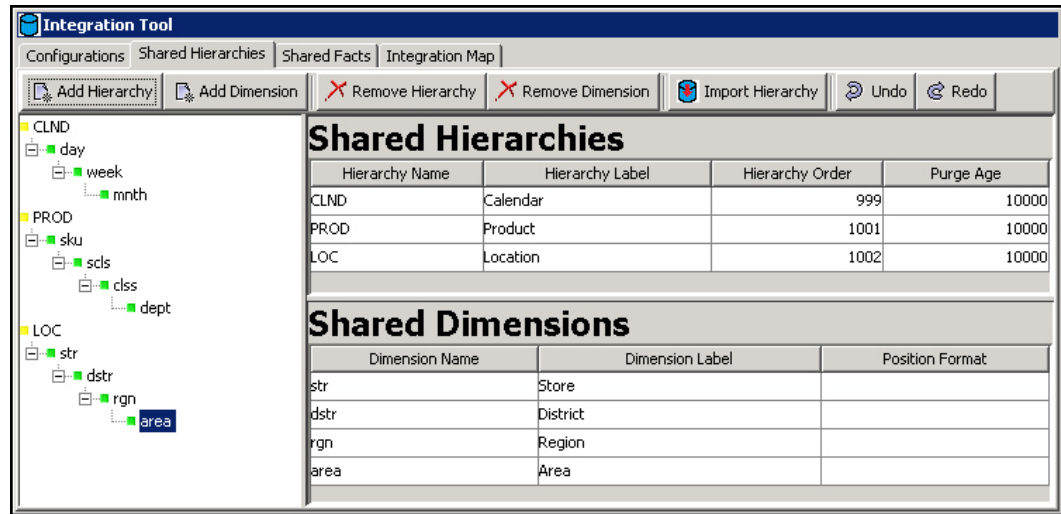 Integration Tool
Configurations Shared Hierarchies Shared Facts Integration Map
Add Hierarchy Add Dimension Remove Hierarchy Remove Dimension Import Hierarchy Undo Redo
CLND
day
week
mnth
PROD
sku
scls
clss
dept
LOC
str
dstr
rgn
area
Shared Hierarchies
Hierarchy Name Hierarchy Label Hierarchy Order Purge Age
CLND Calendar 999 10000
PROD Product 1001 10000
LOC Location 1002 10000
Shared Dimensions
Dimension Name Dimension Label Position Format
str Store
dstr District
rgn Region
area Area